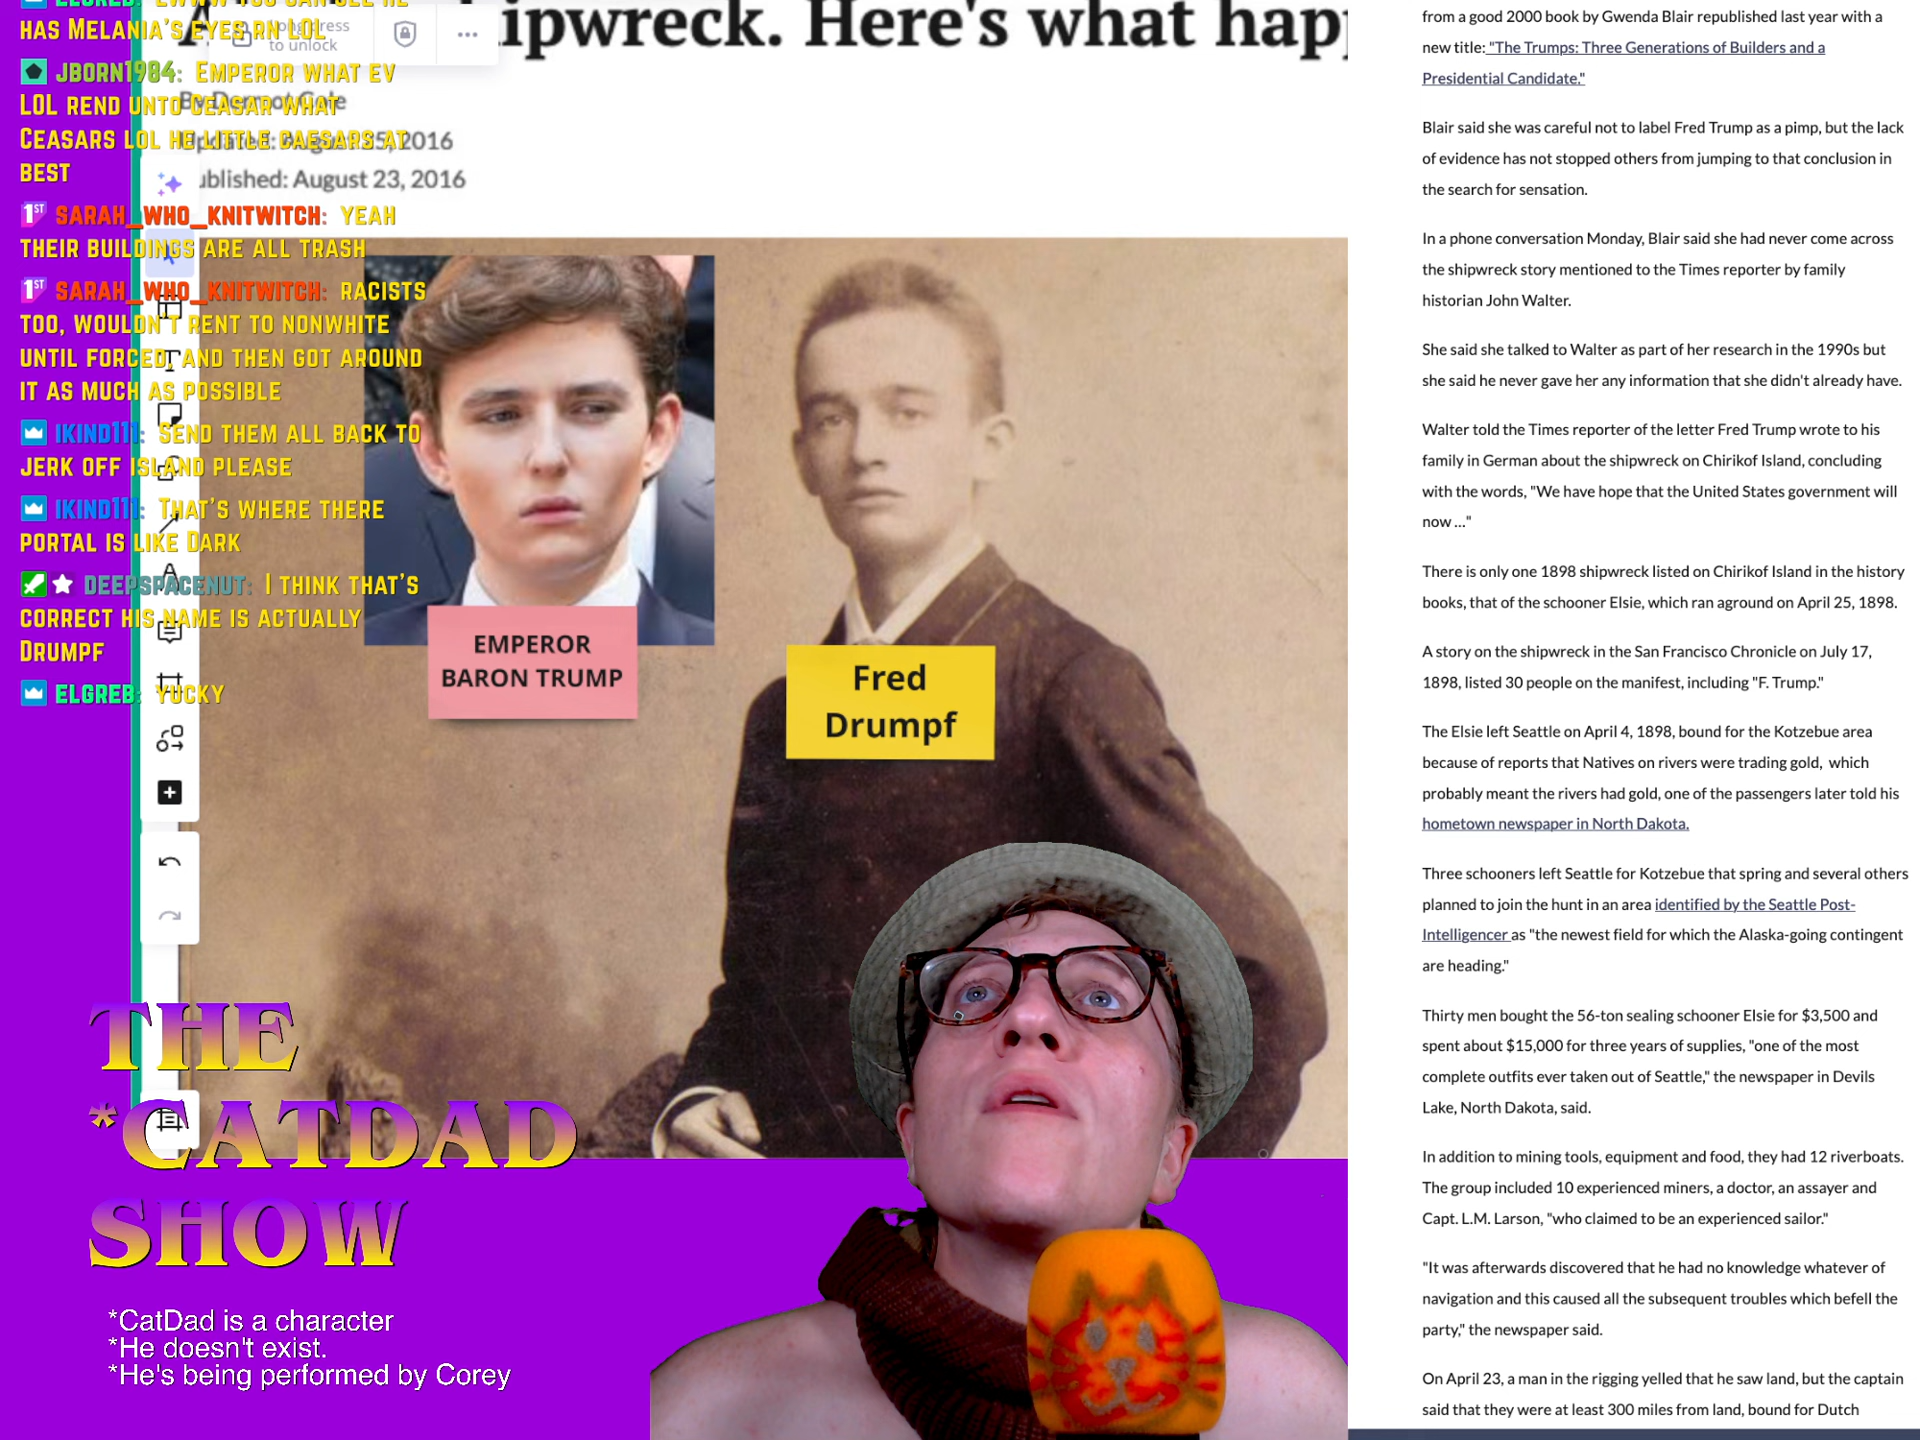 HAS MELANIA'S EYES RN LOL
JBORN1984: EMPEROR WHAT EV
LOL REND UNTO CEASAR WHAT
CEASARS LOL HE LITTLE CAESARS AT
BEST
SARAH_WHO_KNITWITCH: YEAH
THEIR BUILDINGS ARE ALL TRASH
SARAH_WHO_KNITWITCH: RACISTS
TOO, WOULDN'T RENT TO NONWHITE
UNTIL FORCED, AND THEN GOT AROUND
IT AS MUCH AS POSSIBLE
IKIND111: SEND THEM ALL BACK TO
JERK OFF ISLAND PLEASE
IKIND111: THAT'S WHERE THERE
PORTAL IS LIKE DARK
DEEPSPACENUT: I THINK THAT'S
CORRECT HIS NAME IS ACTUALLY
DRUMPF
ELGREB: YUCKY
to unlock
Here's what
Updated: August 25, 2016
Published: August 23, 2016
EMPEROR
BARON TRUMP
Fred
Drumpf
THE
*CATDAD
SHOW
*CatDad is a character
*He doesn't exist.
*He's being performed by Corey
from a good 2000 book by Gwenda Blair republished last year with a
new title: "The Trumps: Three Generations of Builders and a
Presidential Candidate."
Blair said she was careful not to label Fred Trump as a pimp, but the lack
of evidence has not stopped others from jumping to that conclusion in
the search for sensation.
In a phone conversation Monday, Blair said she had never come across
the shipwreck story mentioned to the Times reporter by family
historian John Walter.
She said she talked to Walter as part of her research in the 1990s but
she said he never gave her any information that she didn't already have.
Walter told the Times reporter of the letter Fred Trump wrote to his
family in German about the shipwreck on Chirikof Island, concluding
with the words, "We have hope that the United States government will
now ..."
There is only one 1898 shipwreck listed on Chirikof Island in the history
books, that of the schooner Elsie, which ran aground on April 25, 1898.
A story on the shipwreck in the San Francisco Chronicle on July 17,
1898, listed 30 people on the manifest, including "F. Trump."
The Elsie left Seattle on April 4, 1898, bound for the Kotzebue area
because of reports that Natives on rivers were trading gold, which
probably meant the rivers had gold, one of the passengers later told his
hometown newspaper in North Dakota.
Three schooners left Seattle for Kotzebue that spring and several others
planned to join the hunt in an area identified by the Seattle Post-
Intelligencer as "the newest field for which the Alaska-going contingent
are heading."
Thirty men bought the 56-ton sealing schooner Elsie for $3,500 and
spent about $15,000 for three years of supplies, "one of the most
complete outfits ever taken out of Seattle," the newspaper in Devils
Lake, North Dakota, said.
In addition to mining tools, equipment and food, they had 12 riverboats.
The group included 10 experienced miners, a doctor, an assayer and
Capt. L.M. Larson, "who claimed to be an experienced sailor."
"It was afterwards discovered that he had no knowledge whatever of
navigation and this caused all the subsequent troubles which befell the
party," the newspaper said.
On April 23, a man in the rigging yelled that he saw land, but the captain
said that they were at least 300 miles from land, bound for Dutch